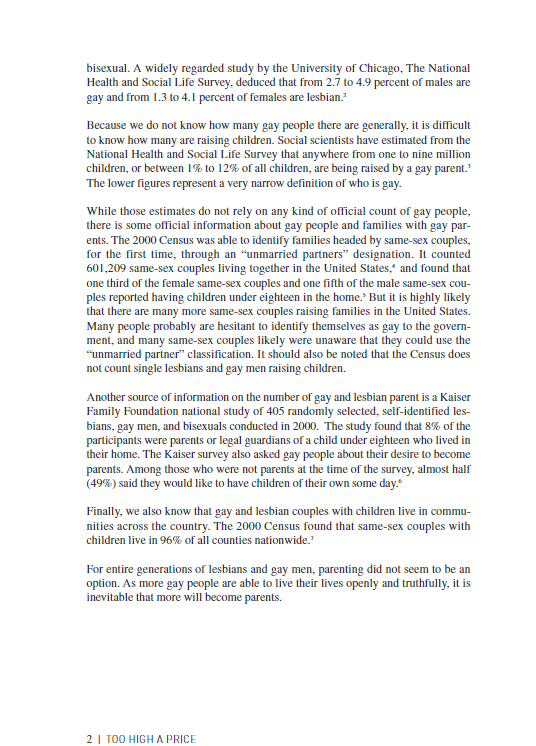 bisexual. A widely regarded study by the University of Chicago, The National
Health and Social Life Survey, deduced that from 2.7 to 4.9 percent of males are
gay and from 1.3 to 4.1 percent of females are lesbian.²
Because we do not know how many gay people there are generally, it is difficult
to know how many are raising children. Social scientists have estimated from the
National Health and Social Life Survey that anywhere from one to nine million
children, or between 1% to 12% of all children, are being raised by a gay parent.³
The lower figures represent a very narrow definition of who is gay.
While those estimates do not rely on any kind of official count of gay people,
there is some official information about gay people and families with gay par-
ents. The 2000 Census was able to identify families headed by same-sex couples,
for the first time, through an “unmarried partners” designation. It counted
601,209 same-sex couples living together in the United States,⁴ and found that
one third of the female same-sex couples and one fifth of the male same-sex cou-
ples reported having children under eighteen in the home.⁵ But it is highly likely
that there are many more same-sex couples raising families in the United States.
Many people probably are hesitant to identify themselves as gay to the govern-
ment, and many same-sex couples likely were unaware that they could use the
“unmarried partner” classification. It should also be noted that the Census does
not count single lesbians and gay men raising children.
Another source of information on the number of gay and lesbian parent is a Kaiser
Family Foundation national study of 405 randomly selected, self-identified les-
bians, gay men, and bisexuals conducted in 2000. The study found that 8% of the
participants were parents or legal guardians of a child under eighteen who lived in
their home. The Kaiser survey also asked gay people about their desire to become
parents. Among those who were not parents at the time of the survey, almost half
(49%) said they would like to have children of their own some day.⁶
Finally, we also know that gay and lesbian couples with children live in commu-
nities across the country. The 2000 Census found that same-sex couples with
children live in 96% of all counties nationwide.⁷
For entire generations of lesbians and gay men, parenting did not seem to be an
option. As more gay people are able to live their lives openly and truthfully, it is
inevitable that more will become parents.
2 | TOO HIGH A PRICE